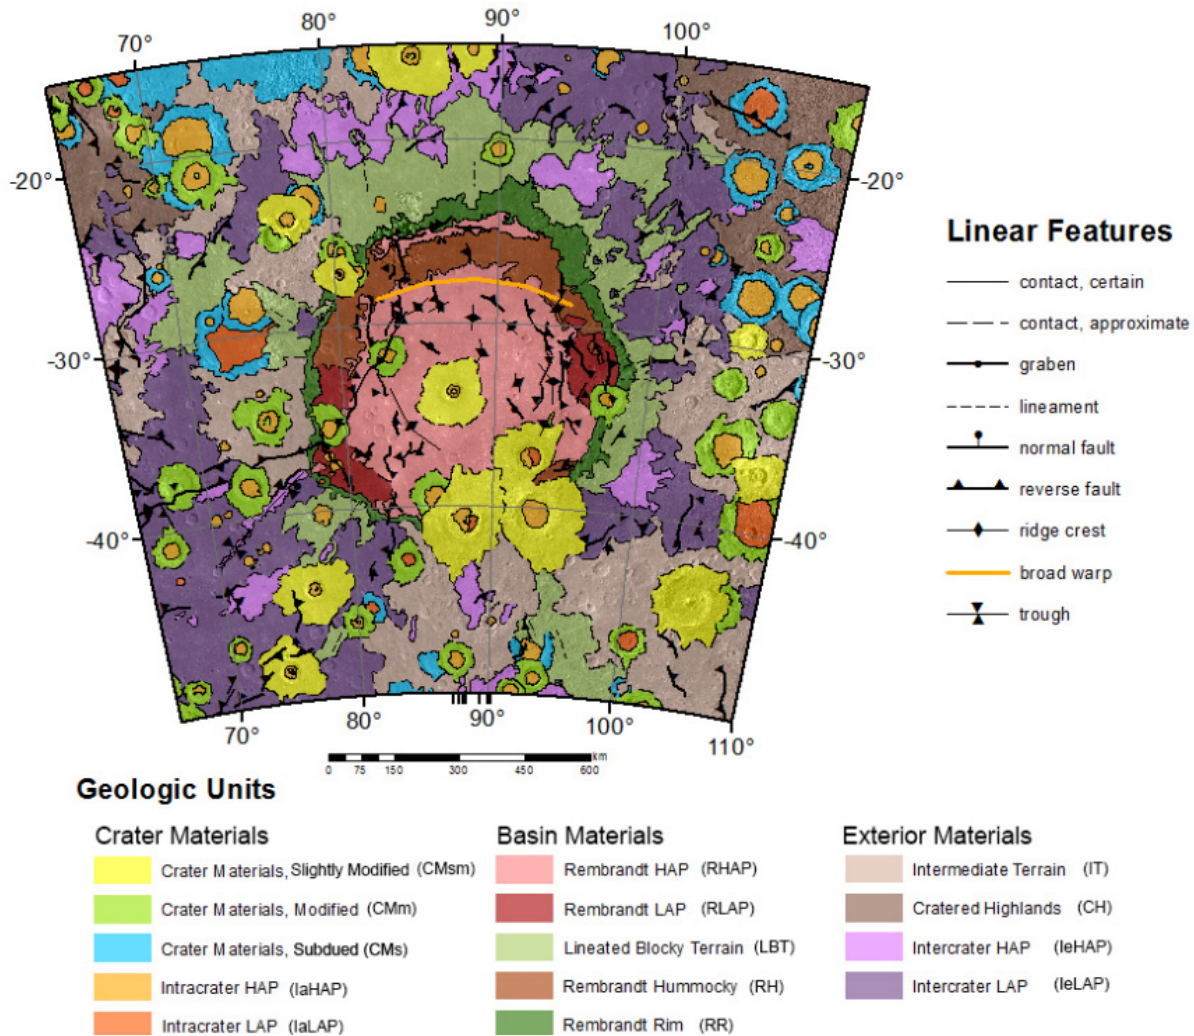 70°
80°
90°
100°
-20°
-20°
-30°
-30°
-40°
-40°
70°
80°
90°
100°
110°
km
0 75 150 300 450 600
Linear Features
contact, certain
contact, approximate
graben
lineament
normal fault
reverse fault
ridge crest
broad warp
trough
Geologic Units
Crater Materials
Crater Materials, Slightly Modified (CMsm)
Crater Materials, Modified (CMm)
Crater Materials, Subdued (CMs)
Intracrater HAP (IaHAP)
Intracrater LAP (IaLAP)
Basin Materials
Rembrandt HAP (RHAP)
Rembrandt LAP (RLAP)
Lineated Blocky Terrain (LBT)
Rembrandt Hummocky (RH)
Rembrandt Rim (RR)
Exterior Materials
Intermediate Terrain (IT)
Cratered Highlands (CH)
Intercrater HAP (IeHAP)
Intercrater LAP (IeLAP)